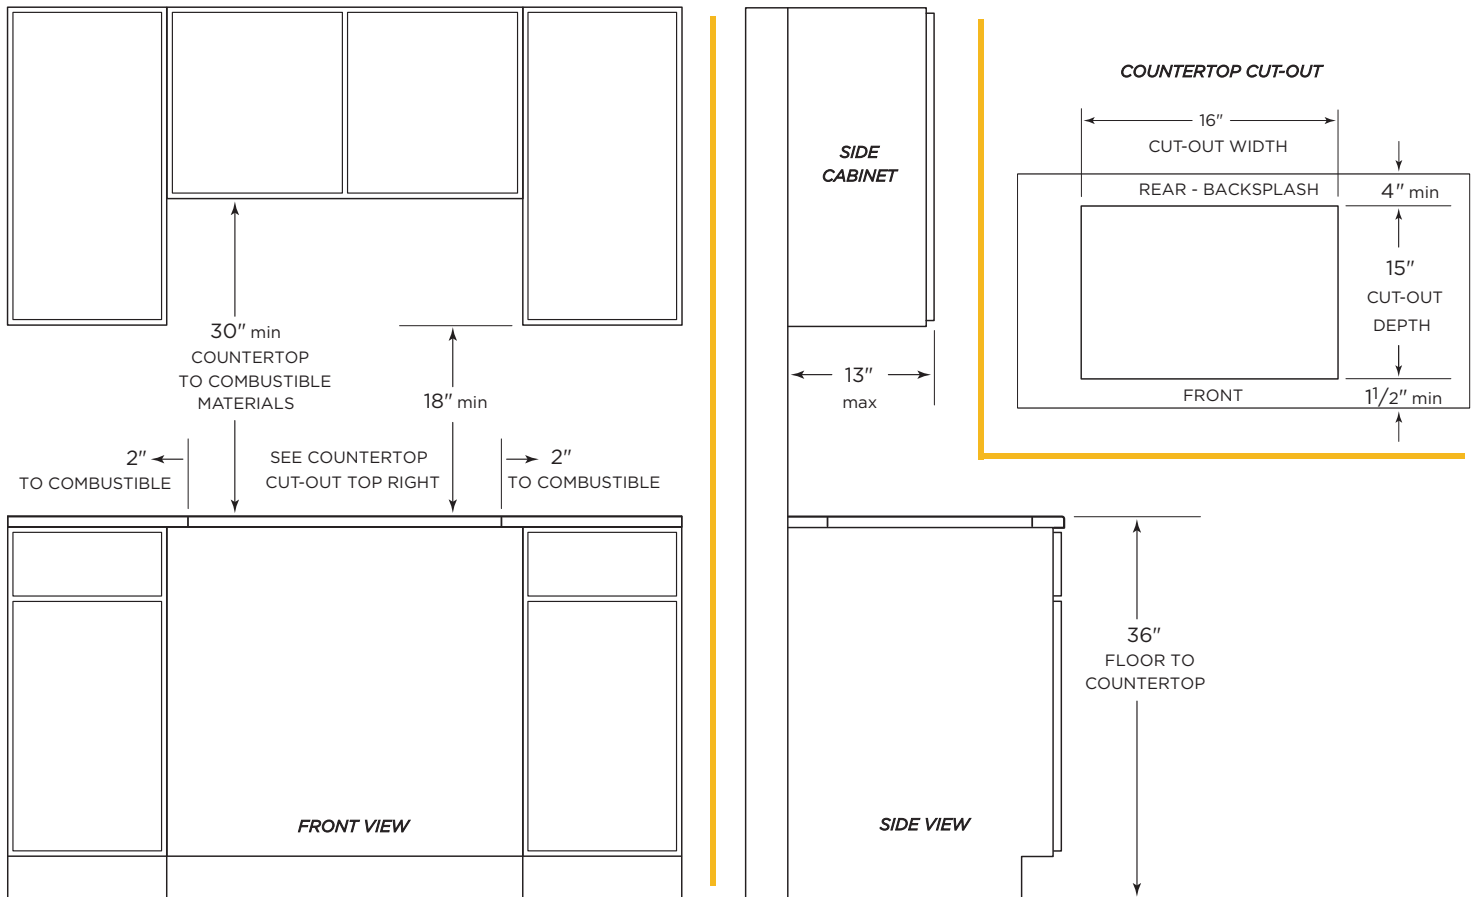 COUNTERTOP CUT-OUT
16"
CUT-OUT WIDTH
REAR - BACKSPLASH
4" min
15"
CUT-OUT
DEPTH
FRONT
1 1/2" min
SIDE
CABINET
13"
max
30" min
COUNTERTOP
TO COMBUSTIBLE
MATERIALS
18" min
2"
TO COMBUSTIBLE
SEE COUNTERTOP
CUT-OUT TOP RIGHT
2"
TO COMBUSTIBLE
36"
FLOOR TO
COUNTERTOP
FRONT VIEW
SIDE VIEW